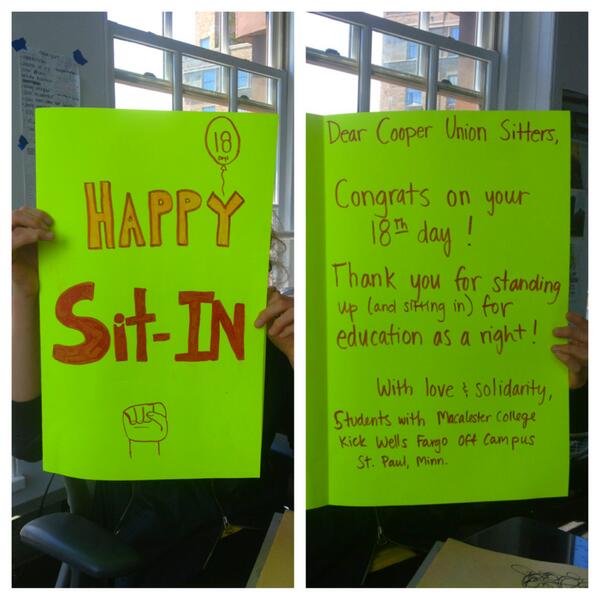 18
Days
HAPPY
Sit-IN
Dear Cooper Union Sitters,
Congrats on your
18th day!
Thank you for standing
up (and sitting in) for
education as a right!
With love & solidarity,
Students with Macalester College
Kick Wells Fargo Off Campus
St. Paul, Minn.